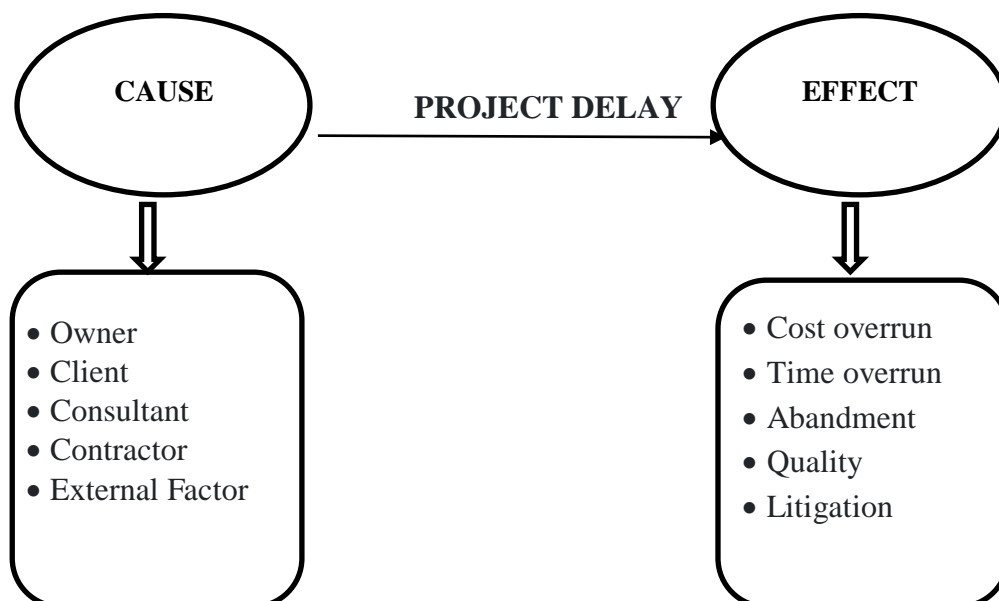 CAUSE
PROJECT DELAY
EFFECT
• Owner
• Client
• Consultant
• Contractor
• External Factor
• Cost overrun
• Time overrun
• Abandment
• Quality
• Litigation